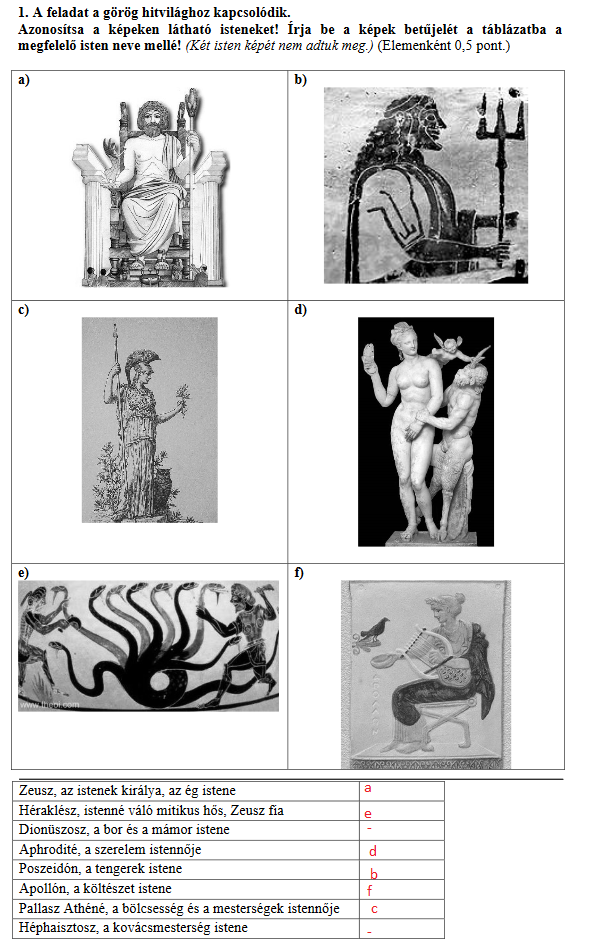 1. A feladat a görög hitvilághoz kapcsolódik.
Azonosítsa a képeken látható isteneket! Írja be a képek betűjelét a táblázatba a
megfelelő isten neve mellé! (Két isten képét nem adtuk meg.) (Elemenként 0,5 pont.)
a)
b)
c)
d)
e)
f)
Zeusz, az istenek királya, az ég istene a
Héraklész, istenné váló mitikus hős, Zeusz fia e
Dionüszosz, a bor és a mámor istene -
Aphrodité, a szerelem istennője d
Poszeidón, a tengerek istene b
Apollón, a költészet istene f
Pallasz Athéné, a bölcsesség és a mesterségek istennője c
Héphaisztosz, a kovácsmesterség istene -